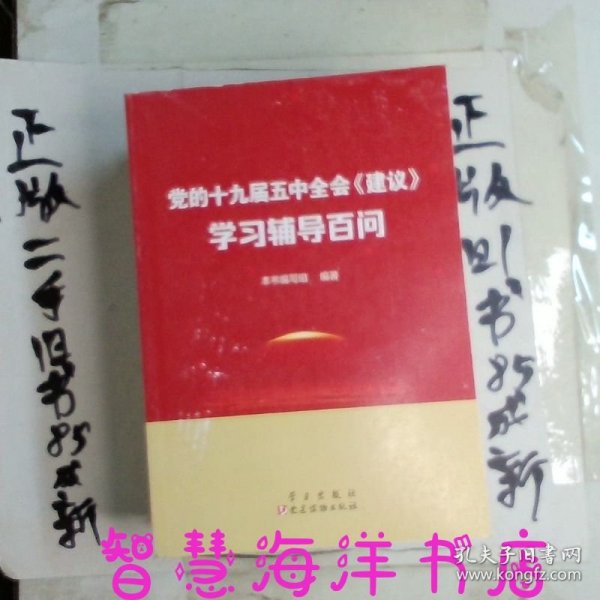 党的十九届五中全会《建议》
学习辅导百问
本书编写组 编著
学习出版社
党建读物出版社
正版二手旧书85成新
正版旧书85成新
智慧海洋书店
孔夫子旧书网
www.kongfz.com